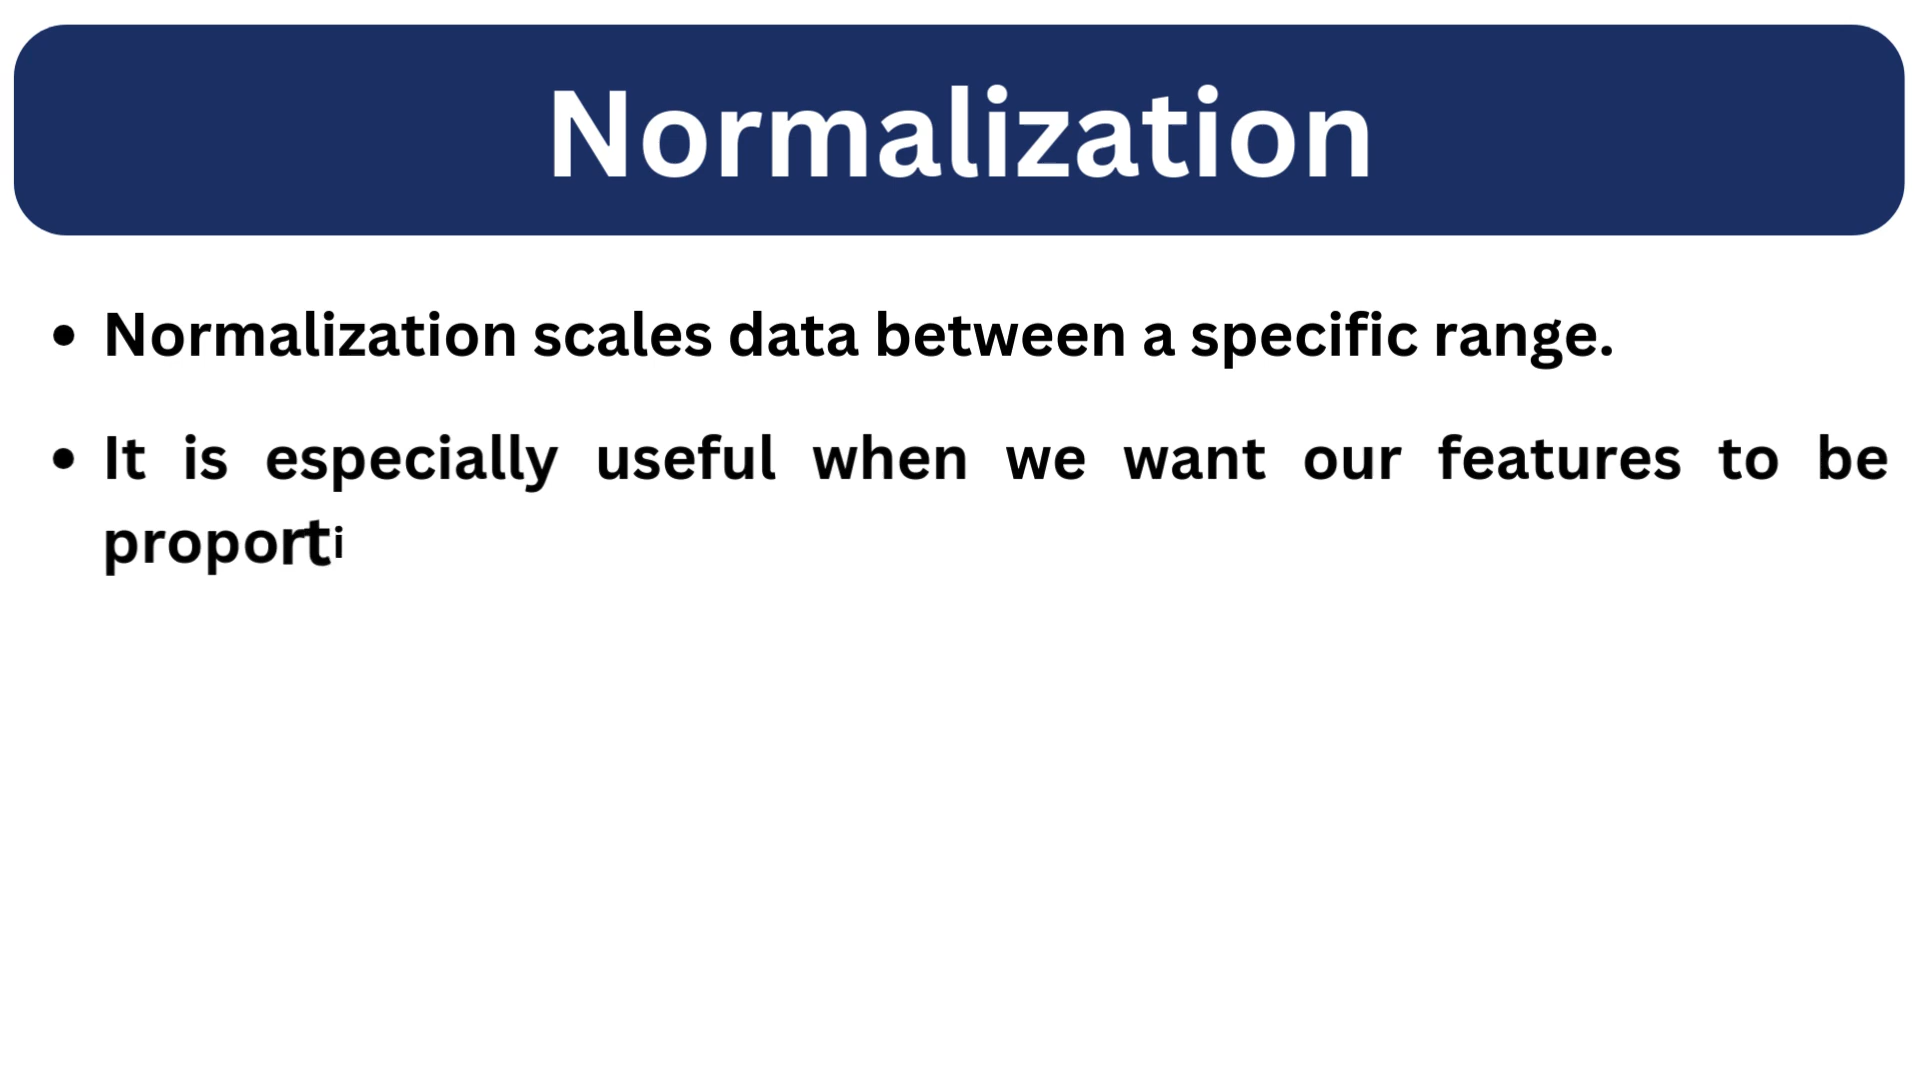 Normalization
• Normalization scales data between a specific range.
• It is especially useful when we want our features to be
proporti